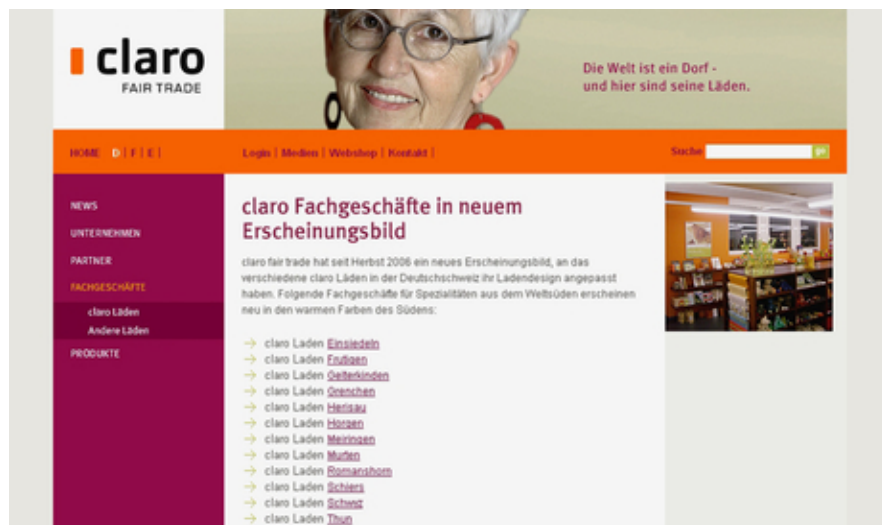 claro
FAIR TRADE
Die Welt ist ein Dorf -
und hier sind seine Läden.
HOME D | F | E |
Login | Medien | Webshop | Kontakt |
Suche
go
NEWS
UNTERNEHMEN
PARTNER
FACHGESCHÄFTE
claro Läden
Andere Läden
PRODUKTE
claro Fachgeschäfte in neuem
Erscheinungsbild
claro fair trade hat seit Herbst 2006 ein neues Erscheinungsbild, an das
verschiedene claro Läden in der Deutschschweiz ihr Ladendesign angepasst
haben. Folgende Fachgeschäfte für Spezialitäten aus dem Weltsüden erscheinen
neu in den warmen Farben des Südens:
→ claro Laden Einsiedeln
→ claro Laden Frutigen
→ claro Laden Gelterkinden
→ claro Laden Grenchen
→ claro Laden Herisau
→ claro Laden Horgen
→ claro Laden Meiringen
→ claro Laden Murten
→ claro Laden Romanshorn
→ claro Laden Schiers
→ claro Laden Schwyz
→ claro Laden Thun